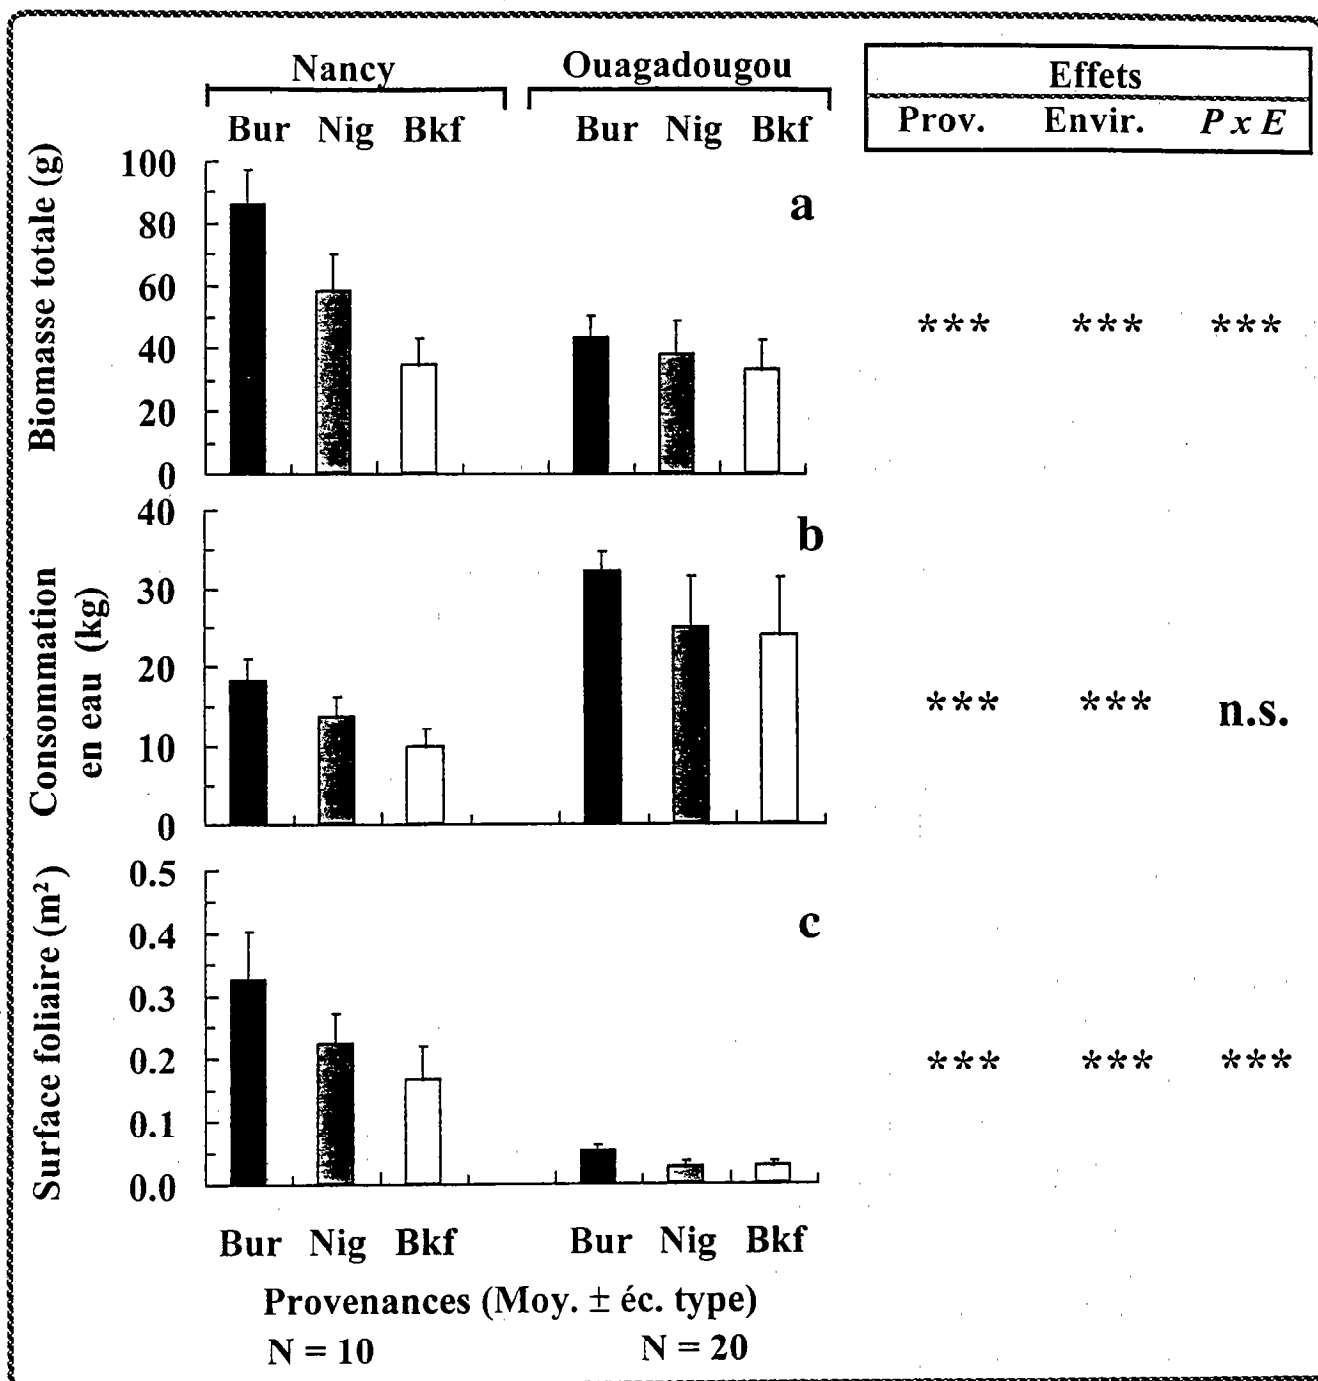 Nancy Ouagadougou Effets
Bur Nig Bkf Bur Nig Bkf Prov. Envir. P x E
Biomasse totale (g)
100
80
60
40
20
0
a
*** *** ***
Consommation
en eau (kg)
40
30
20
10
0
b
*** *** n.s.
Surface foliaire (m²)
0.5
0.4
0.3
0.2
0.1
0.0
c
*** *** ***
Bur Nig Bkf Bur Nig Bkf
Provenances (Moy. ± éc. type)
N = 10 N = 20